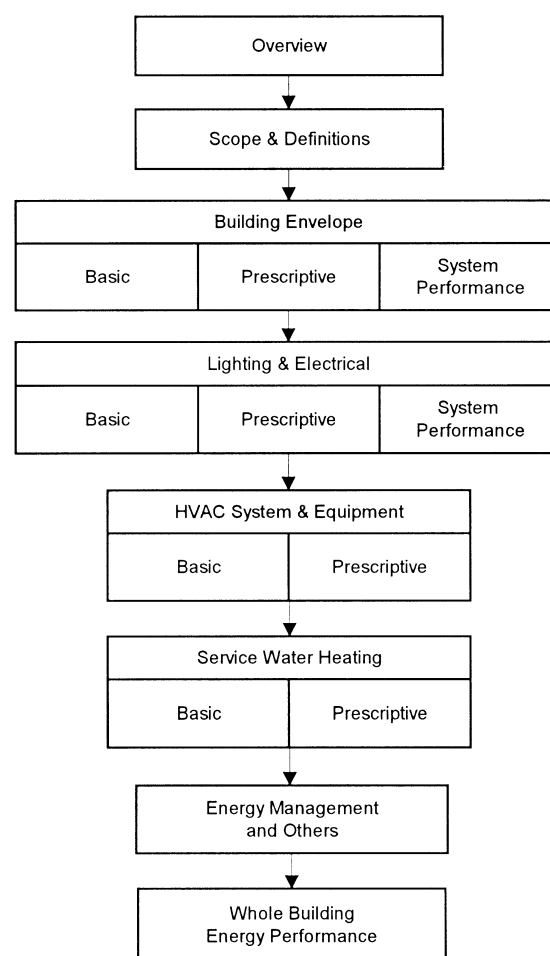 Overview
Scope & Definitions
Building Envelope
Basic
Prescriptive
System
Performance
Lighting & Electrical
Basic
Prescriptive
System
Performance
HVAC System & Equipment
Basic
Prescriptive
Service Water Heating
Basic
Prescriptive
Energy Management
and Others
Whole Building
Energy Performance